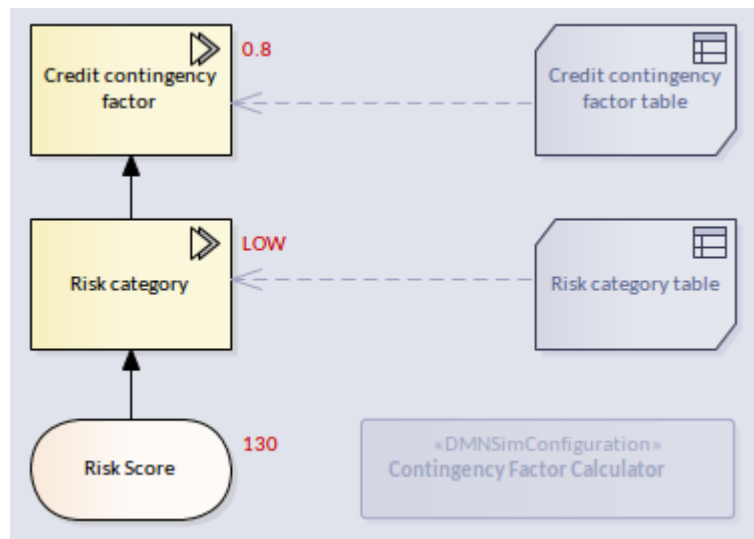 0.8
Credit contingency
factor
Credit contingency
factor table
LOW
Risk category
Risk category table
130
Risk Score
«DMNSimConfiguration»
Contingency Factor Calculator